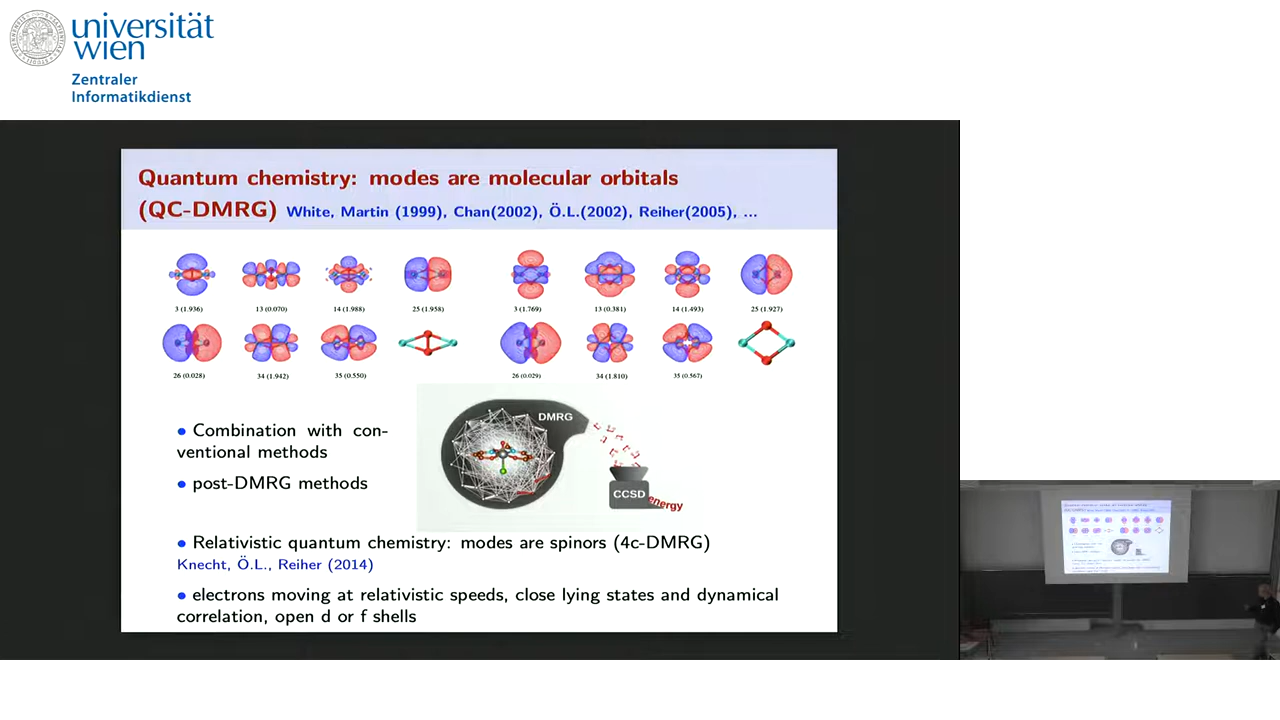 universität
wien
Zentraler
Informatikdienst
Quantum chemistry: modes are molecular orbitals
(QC-DMRG) White, Martin (1999), Chan(2002), Ö.L.(2002), Reiher(2005), ...
3 (1.936) 13 (0.070) 14 (1.988) 25 (1.958) 3 (1.769) 13 (0.381) 14 (1.493) 25 (1.927)
26 (0.028) 34 (1.942) 35 (0.550) 26 (0.029) 34 (1.810) 35 (0.567)
• Combination with con-
ventional methods
• post-DMRG methods
DMRG
CCSD
energy
• Relativistic quantum chemistry: modes are spinors (4c-DMRG)
Knecht, Ö.L., Reiher (2014)
• electrons moving at relativistic speeds, close lying states and dynamical
correlation, open d or f shells